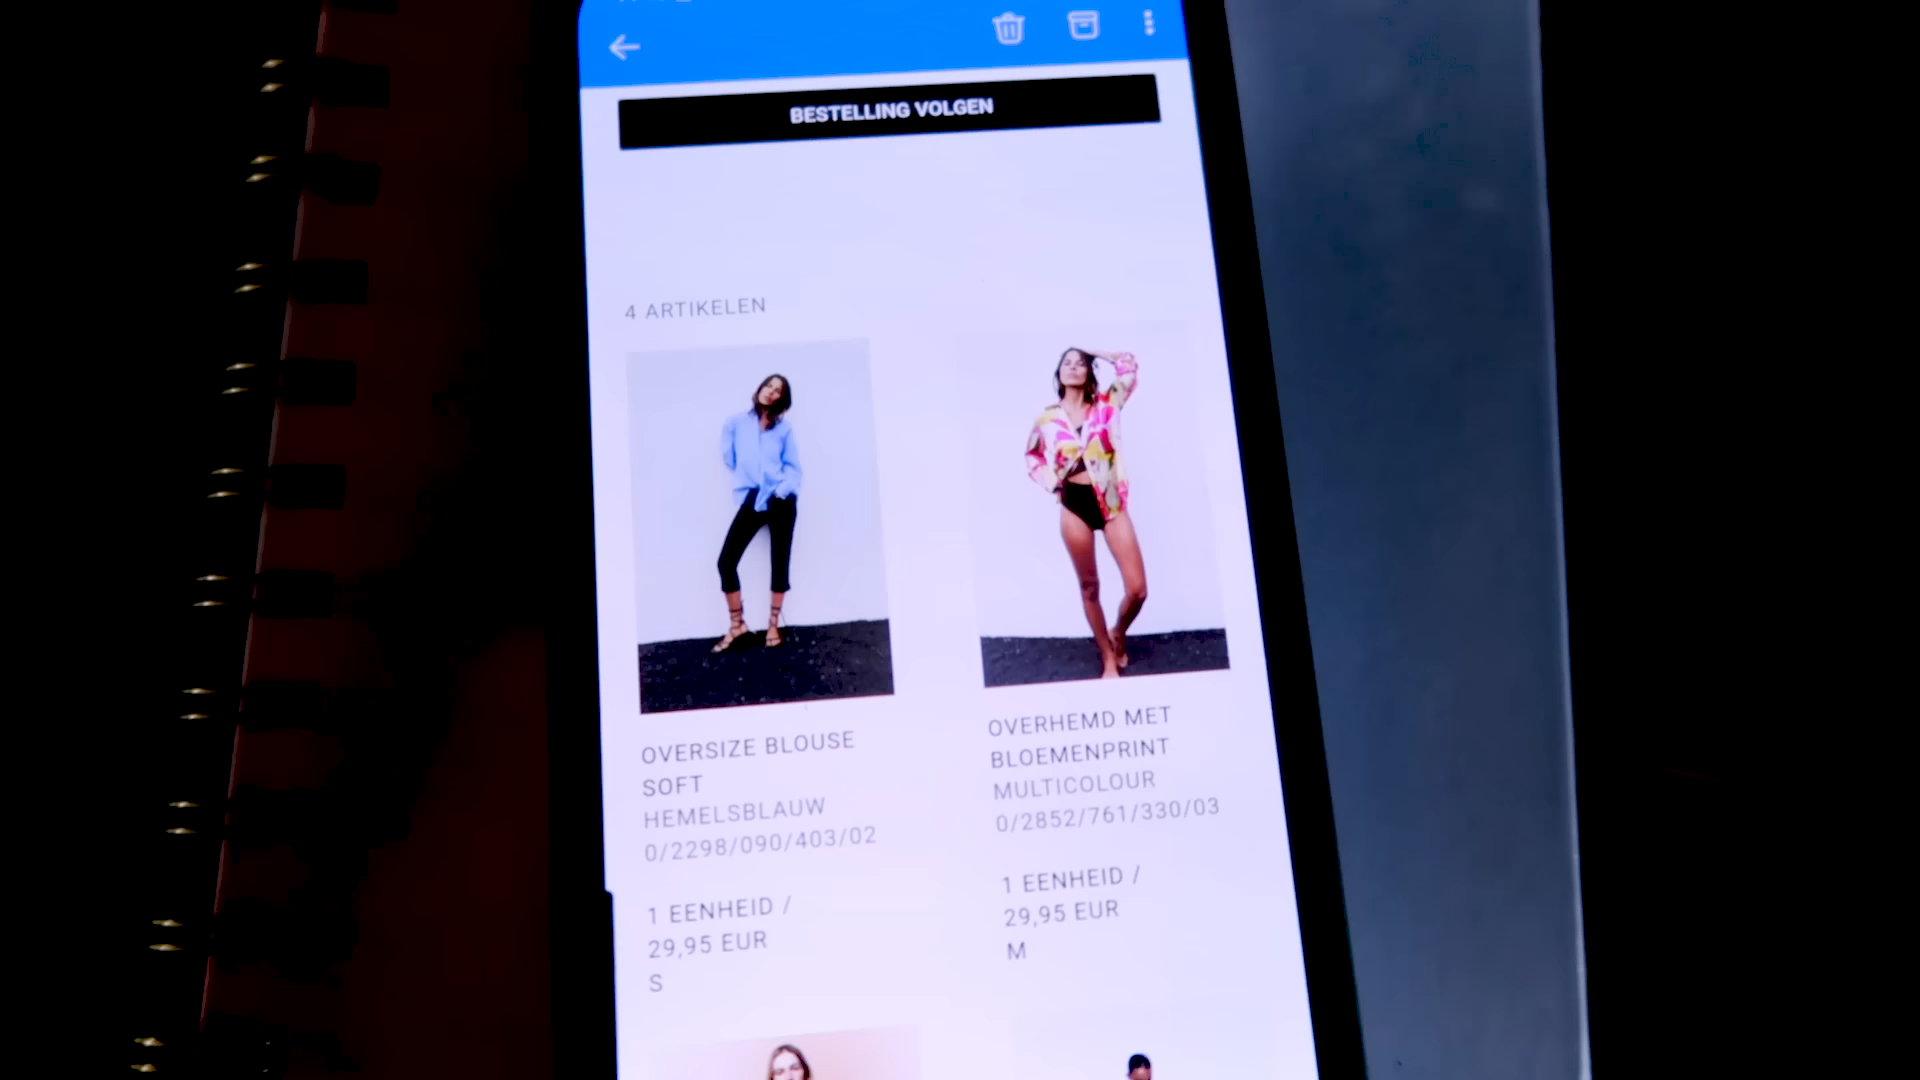 BESTELLING VOLGEN
4 ARTIKELEN
OVERSIZE BLOUSE
SOFT
HEMELSBLAUW
0/2298/090/403/02
1 EENHEID /
29,95 EUR
S
OVERHEMD MET
BLOEMENPRINT
MULTICOLOUR
0/2852/761/330/03
1 EENHEID /
29,95 EUR
M